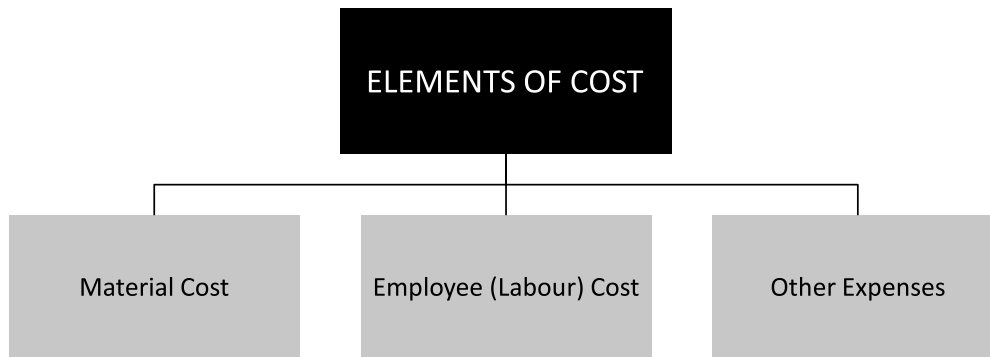 ELEMENTS OF COST
Material Cost
Employee (Labour) Cost
Other Expenses